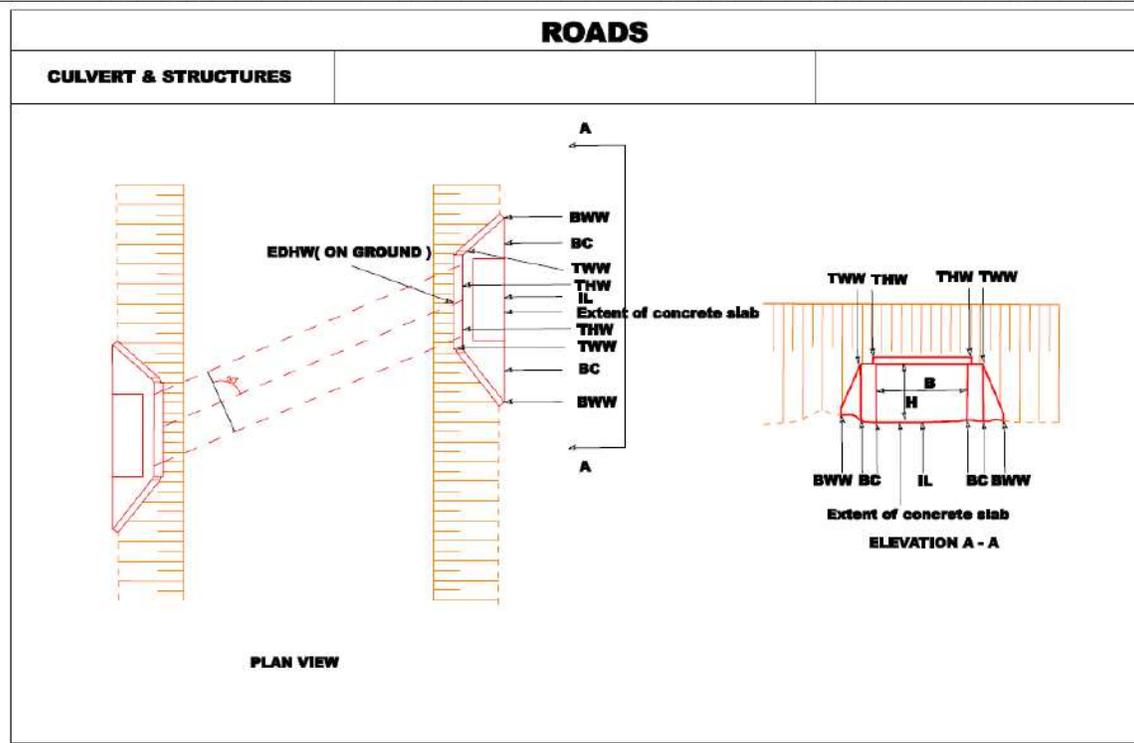 ROADS
CULVERT & STRUCTURES
A
BWW
BC
EDHW( ON GROUND )
TWW
THW
IL
Extent of concrete slab
THW
TWW
BC
BWW
A
PLAN VIEW
TWW THW THW TWW
B
H
BWW BC IL BC BWW
Extent of concrete slab
ELEVATION A - A